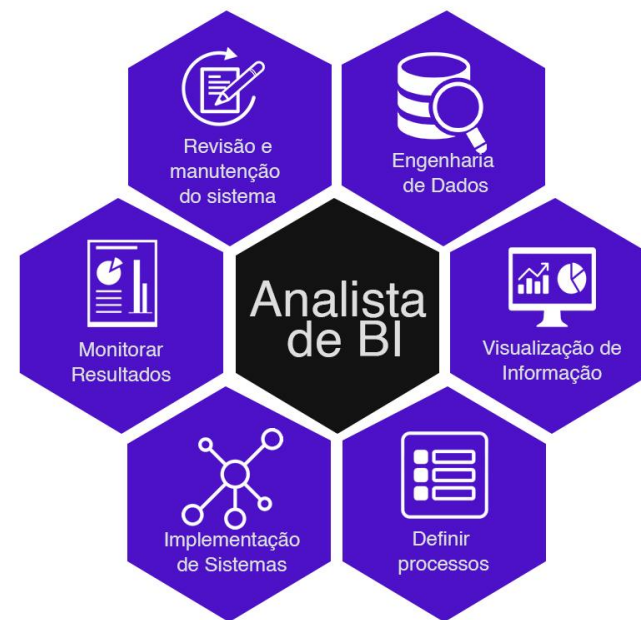 Revisão e
manutenção
do sistema
Engenharia
de Dados
Monitorar
Resultados
Analista
de BI
Visualização de
Informação
Implementação
de Sistemas
Definir
processos